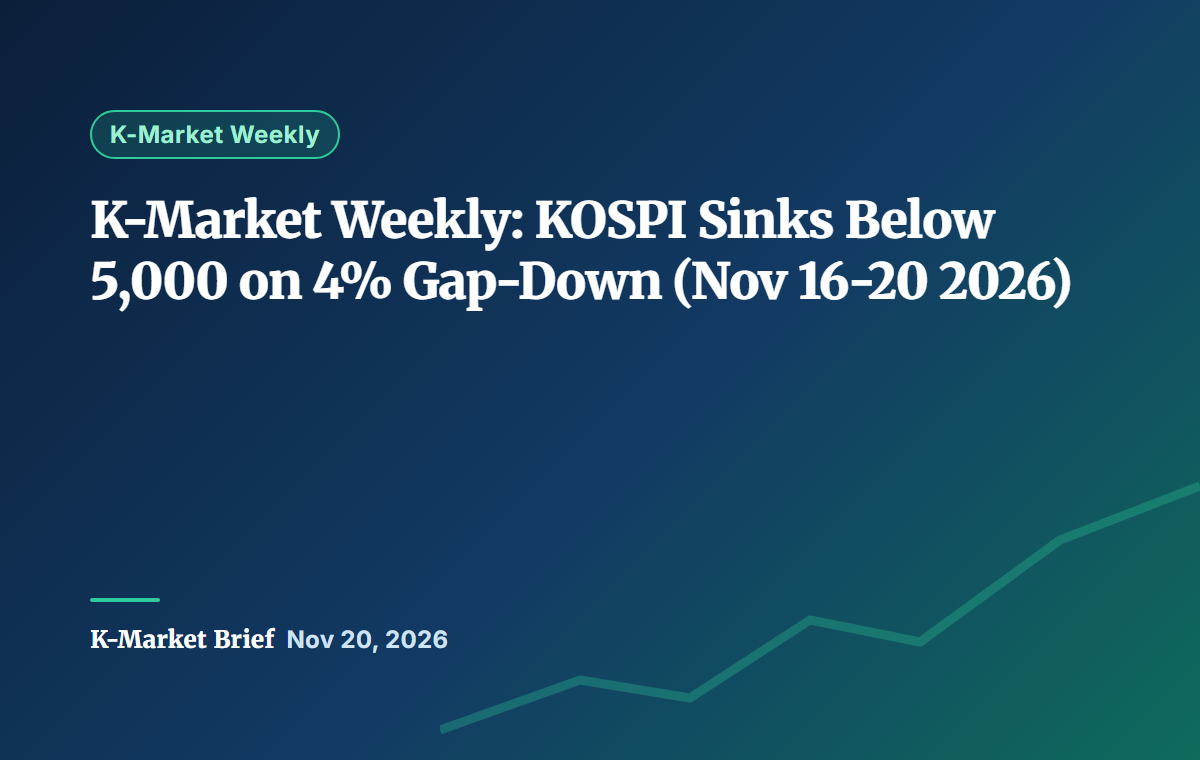 K-Market Weekly
K-Market Weekly: KOSPI Sinks Below
5,000 on 4% Gap-Down (Nov 16-20 2026)
K-Market Brief Nov 20, 2026